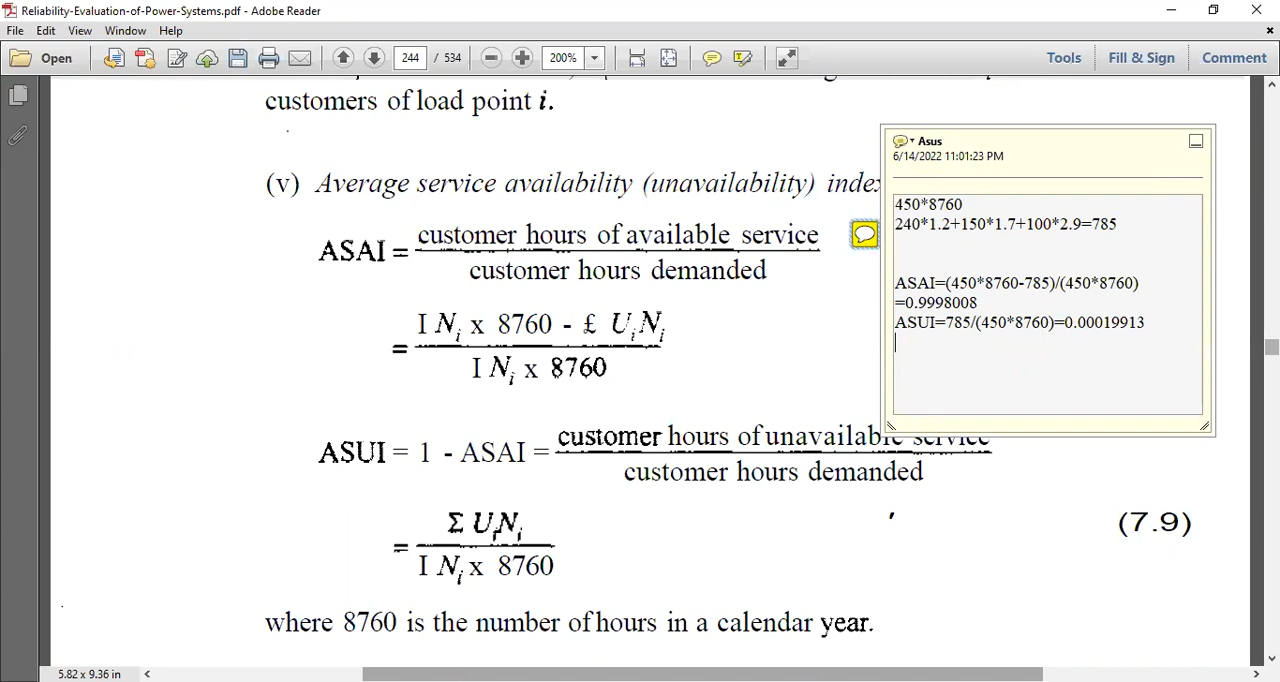 Reliability-Evaluation-of-Power-Systems.pdf - Adobe Reader
File Edit View Window Help
Open 244 / 534 200% Tools Fill & Sign Comment
customers of load point i.
(v) Average service availability (unavailability) index
ASAI = customer hours of available service
customer hours demanded
= I Ni x 8760 - £ UiNi
I Ni x 8760
ASUI = 1 - ASAI = customer hours of unavailable service
customer hours demanded
= Σ UiNi
I Ni x 8760
(7.9)
where 8760 is the number of hours in a calendar year.
Asus
6/14/2022 11:01:23 PM
450*8760
240*1.2+150*1.7+100*2.9=785
ASAI=(450*8760-785)/(450*8760)
=0.9998008
ASUI=785/(450*8760)=0.00019913
5.82 x 9.36 in